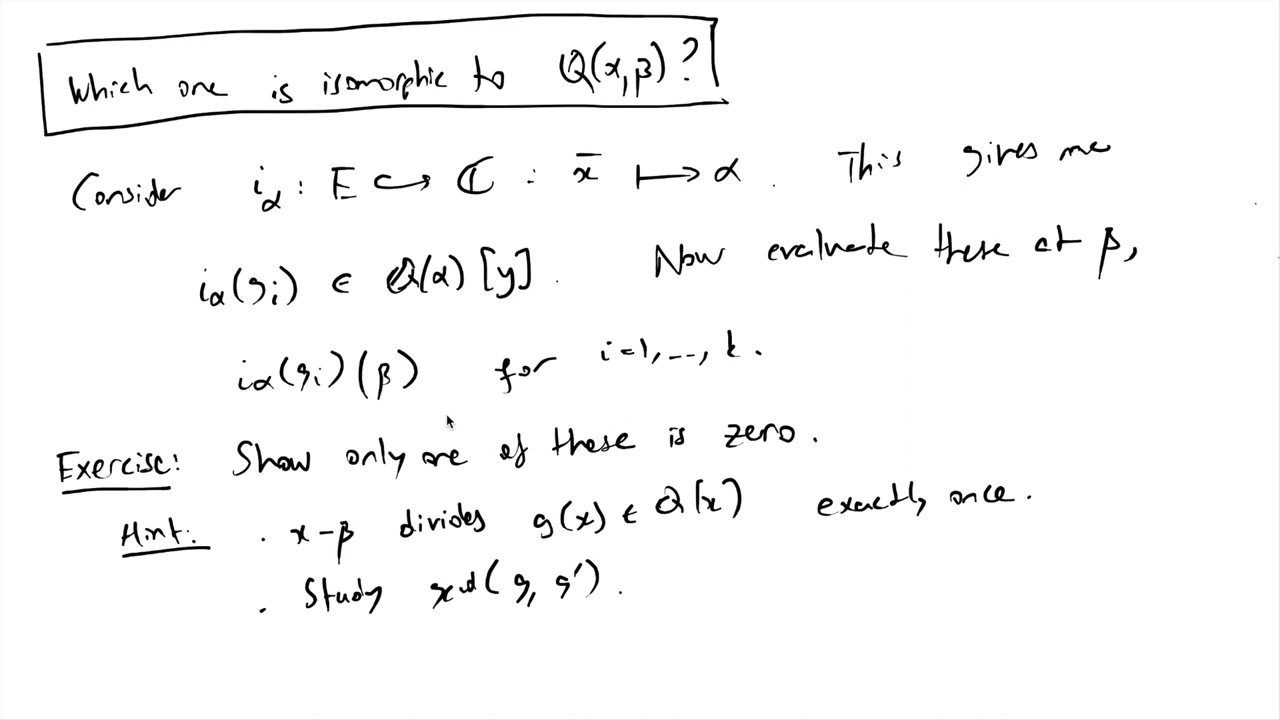 Which one is isomorphic to Q(α,β)?
Consider i_α : E ↪ ℂ : x̄ ↦ α. This gives me
i_α(g_i) ∈ Q(α)[y]. Now evaluate these at β,
i_α(g_i)(β) for i=1,...,k.
Exercise: Show only one of these is zero.
Hint: · x-β divides g(x) ∈ Q[x] exactly once.
· Study gcd(g, g').